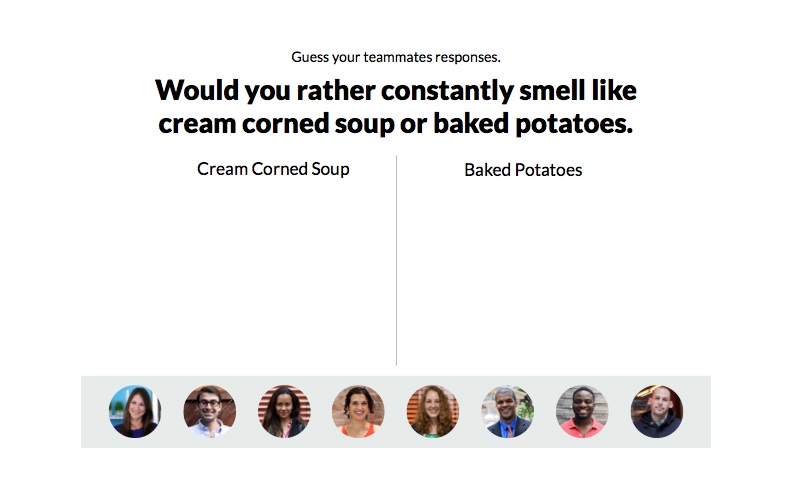 Guess your teammates responses.
Would you rather constantly smell like
cream corned soup or baked potatoes.
Cream Corned Soup
Baked Potatoes